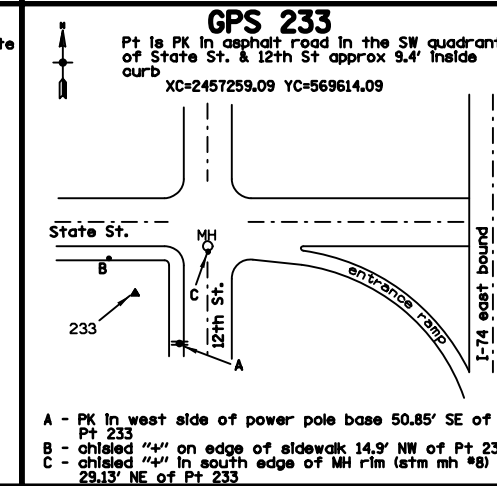 te
GPS 233
N
Pt is PK in asphalt road in the SW quadrant
of State St. & 12th St approx 9.4' inside
curb
XC=2457259.09 YC=569614.09
State St.
MH
B
C
233
12th St.
A
entrance ramp
I-74 east bound
A - PK in west side of power pole base 50.85' SE of
Pt 233
B - chisled "+" on edge of sidewalk 14.9' NW of Pt 23
C - chisled "+" in south edge of MH rim (stm mh #8)
29.13' NE of Pt 233